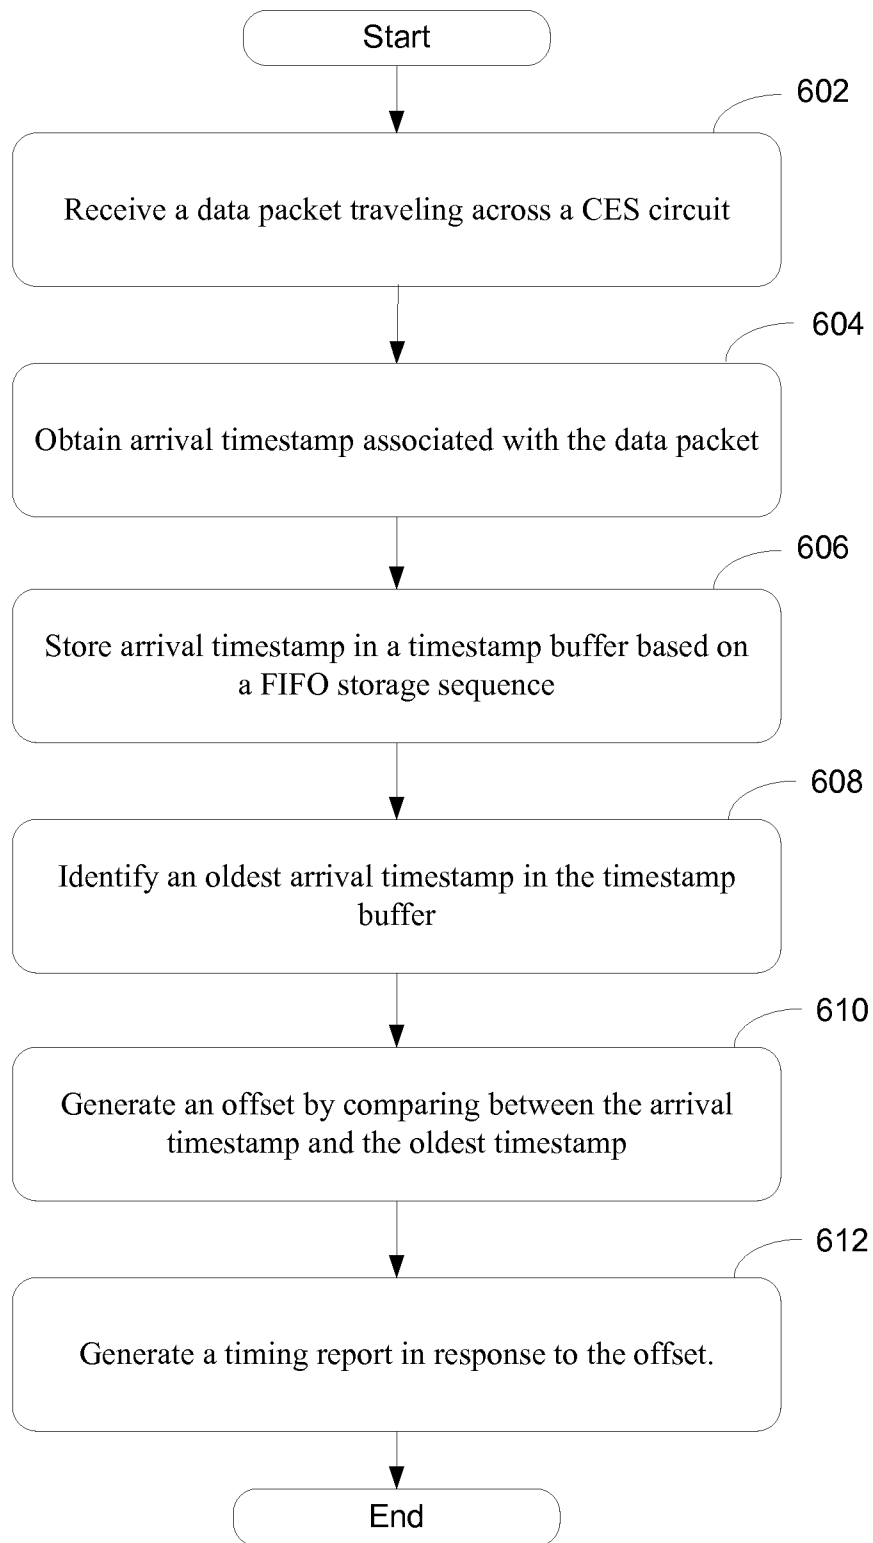 Start
602
Receive a data packet traveling across a CES circuit
604
Obtain arrival timestamp associated with the data packet
606
Store arrival timestamp in a timestamp buffer based on
a FIFO storage sequence
608
Identify an oldest arrival timestamp in the timestamp
buffer
610
Generate an offset by comparing between the arrival
timestamp and the oldest timestamp
612
Generate a timing report in response to the offset.
End